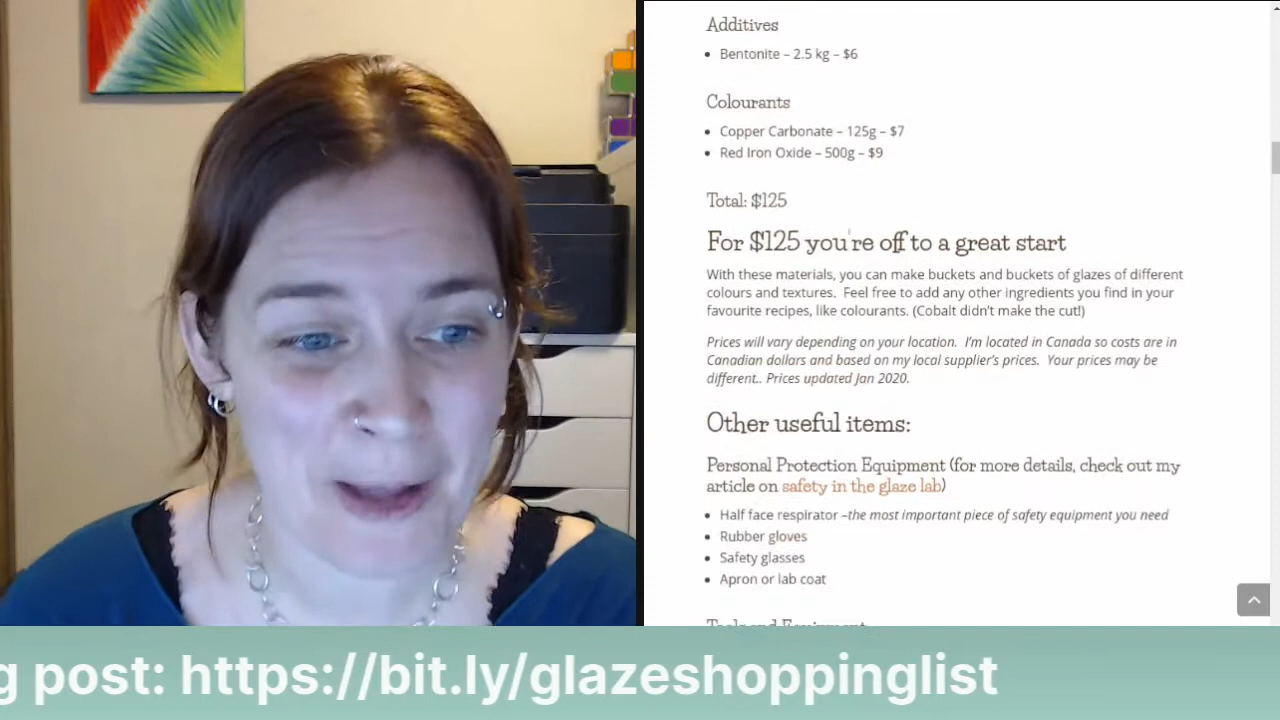 Additives
Bentonite – 2.5 kg – $6
Colourants
Copper Carbonate – 125g – $7
Red Iron Oxide – 500g – $9
Total: $125
For $125 you're off to a great start
With these materials, you can make buckets and buckets of glazes of different
colours and textures. Feel free to add any other ingredients you find in your
favourite recipes, like colourants. (Cobalt didn't make the cut!)
Prices will vary depending on your location. I'm located in Canada so costs are in
Canadian dollars and based on my local supplier's prices. Your prices may be
different.. Prices updated Jan 2020.
Other useful items:
Personal Protection Equipment (for more details, check out my
article on safety in the glaze lab)
Half face respirator –the most important piece of safety equipment you need
Rubber gloves
Safety glasses
Apron or lab coat
Tools and Equipment
g post: https://bit.ly/glazeshoppinglist